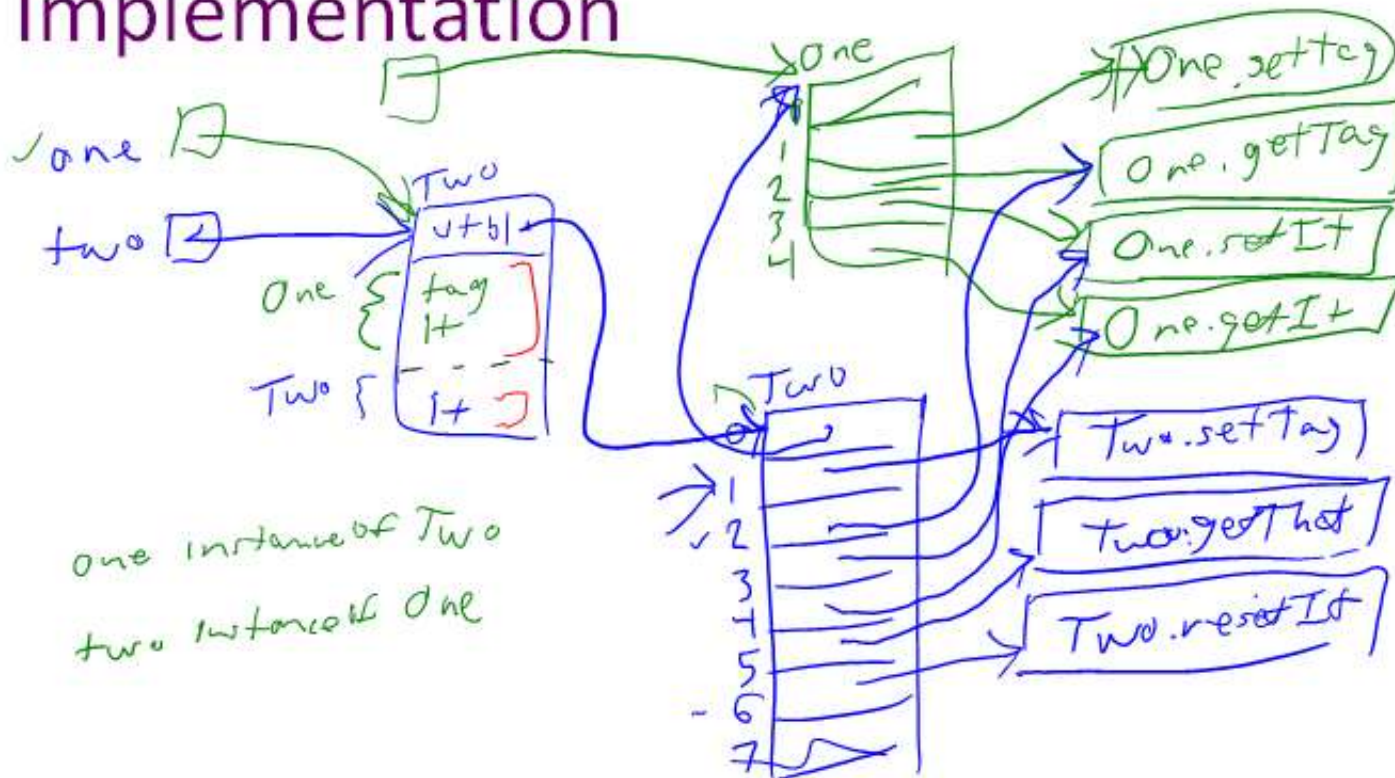 Implementation
one
two
Two
vtbl
One { tag
it
Two { it
One
1
2
3
4
One.setTag
One.getTag
One.setIt
One.getIt
Two
0
1
2
3
4
5
6
7
Two.setTag
Two.getThat
Two.resetIt
one instance of Two
two instance of One